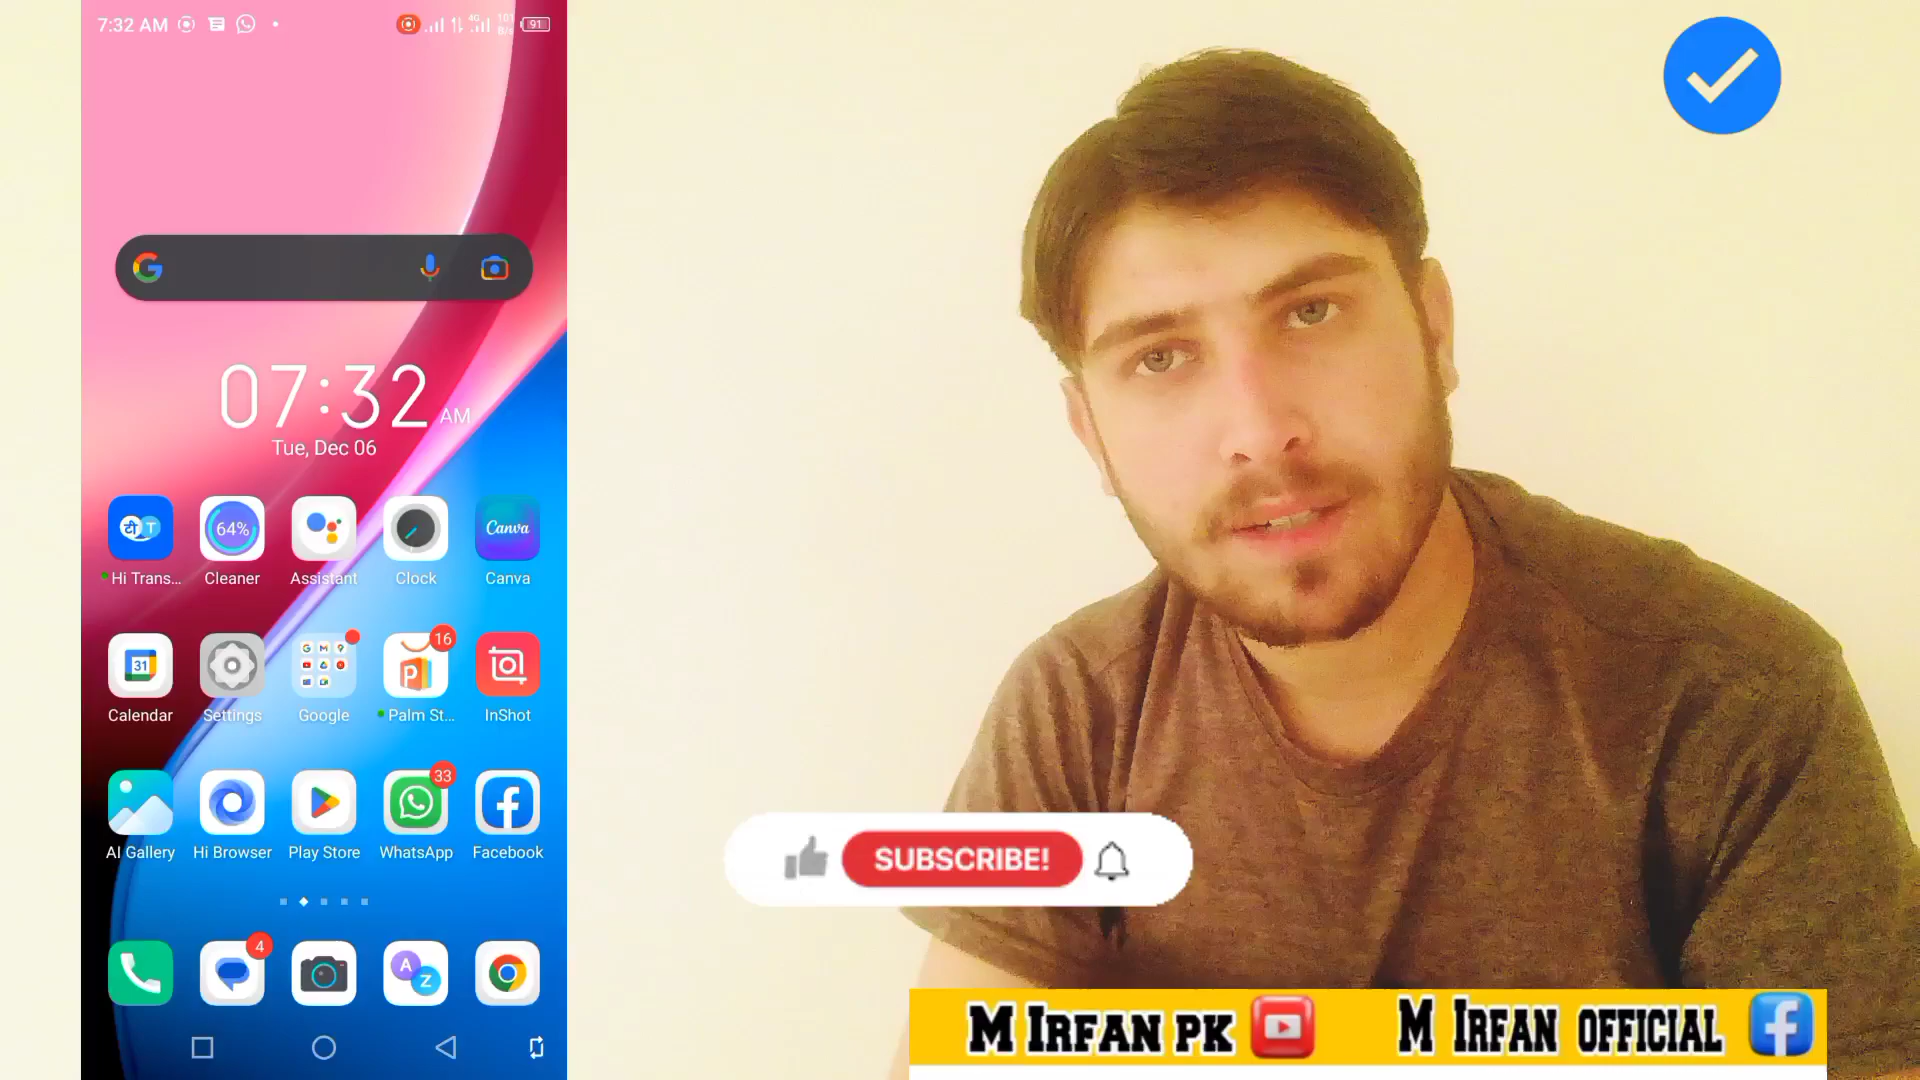 7:32 AM
4G
91
07:32 AM
Tue, Dec 06
टी T
64%
Canva
Hi Trans...
Cleaner
Assistant
Clock
Canva
31
16
P
Calendar
Settings
Google
Palm St...
InShot
33
AI Gallery
Hi Browser
Play Store
WhatsApp
Facebook
SUBSCRIBE!
4
A
Z
M IRFAN PK
M IRFAN OFFICIAL